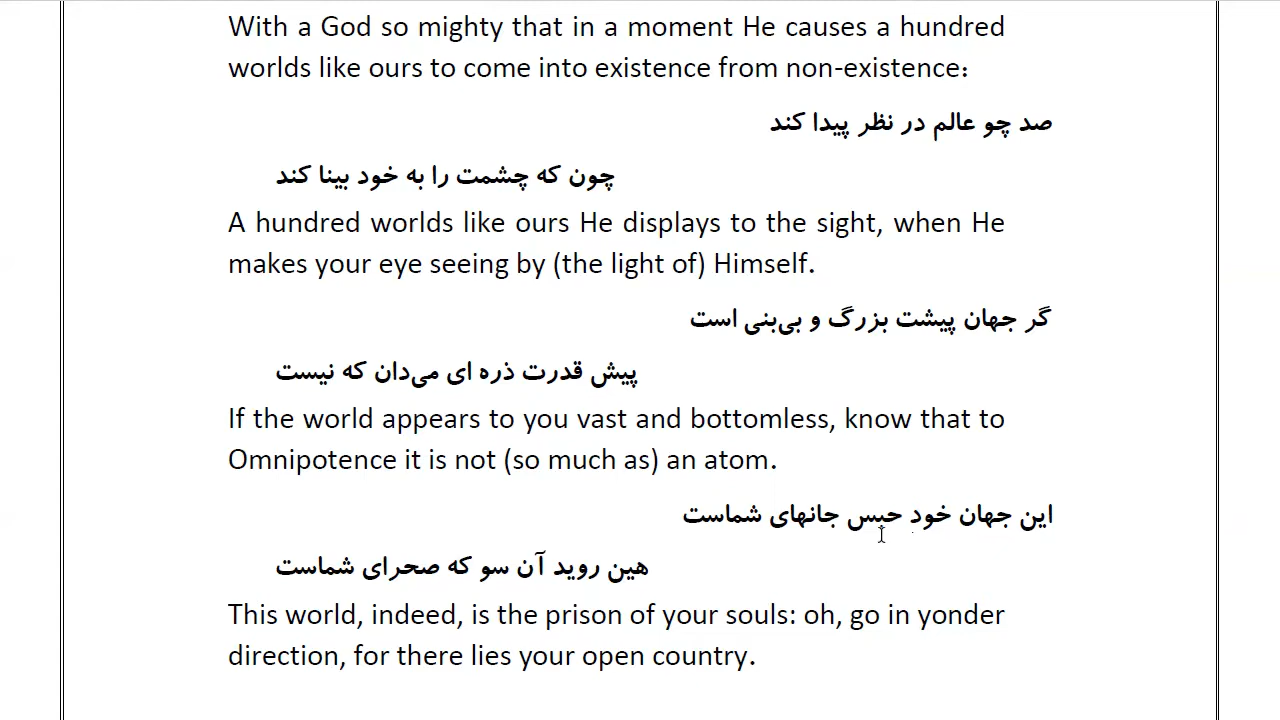 With a God so mighty that in a moment He causes a hundred
worlds like ours to come into existence from non-existence:
صد چو عالم در نظر پیدا کند
چون که چشمت را به خود بینا کند
A hundred worlds like ours He displays to the sight, when He
makes your eye seeing by (the light of) Himself.
گر جهان پیشت بزرگ و بی‌بنی است
پیش قدرت ذره ای می‌دان که نیست
If the world appears to you vast and bottomless, know that to
Omnipotence it is not (so much as) an atom.
این جهان خود حبس جانهای شماست
هین روید آن سو که صحرای شماست
This world, indeed, is the prison of your souls: oh, go in yonder
direction, for there lies your open country.